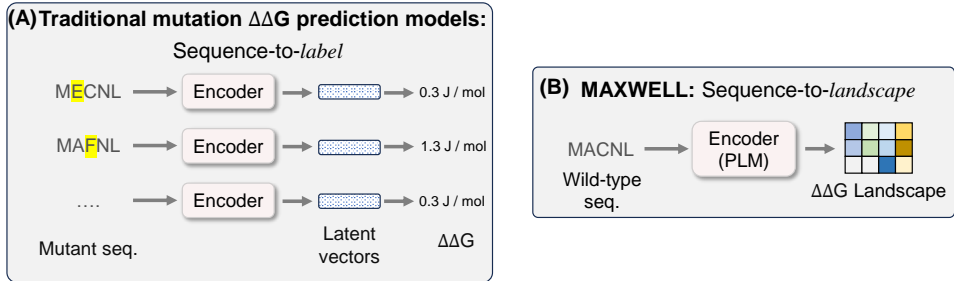 (A) Traditional mutation ΔΔG prediction models:
Sequence-to-label
MECNL
Encoder
0.3 J / mol
MAFNL
Encoder
1.3 J / mol
....
Encoder
0.3 J / mol
Mutant seq.
Latent
vectors
ΔΔG
(B) MAXWELL: Sequence-to-landscape
MACNL
Encoder
(PLM)
Wild-type
seq.
ΔΔG Landscape